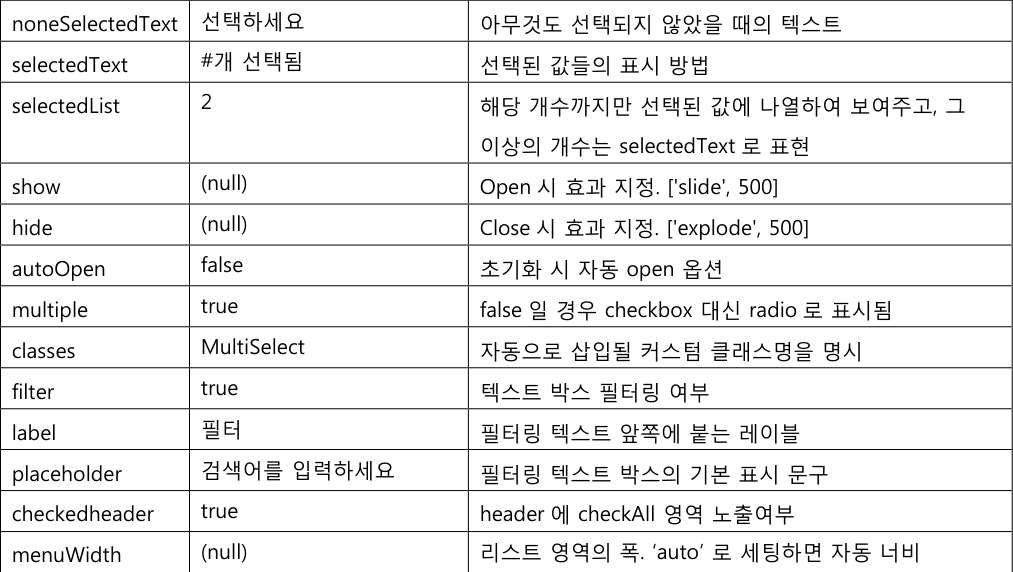 noneSelectedText 선택하세요 아무것도 선택되지 않았을 때의 텍스트
selectedText #개 선택됨 선택된 값들의 표시 방법
selectedList 2 해당 개수까지만 선택된 값에 나열하여 보여주고, 그
이상의 개수는 selectedText 로 표현
show (null) Open 시 효과 지정. ['slide', 500]
hide (null) Close 시 효과 지정. ['explode', 500]
autoOpen false 초기화 시 자동 open 옵션
multiple true false 일 경우 checkbox 대신 radio 로 표시됨
classes MultiSelect 자동으로 삽입될 커스텀 클래스명을 명시
filter true 텍스트 박스 필터링 여부
label 필터 필터링 텍스트 앞쪽에 붙는 레이블
placeholder 검색어를 입력하세요 필터링 텍스트 박스의 기본 표시 문구
checkedheader true header 에 checkAll 영역 노출여부
menuWidth (null) 리스트 영역의 폭. ‘auto’ 로 세팅하면 자동 너비